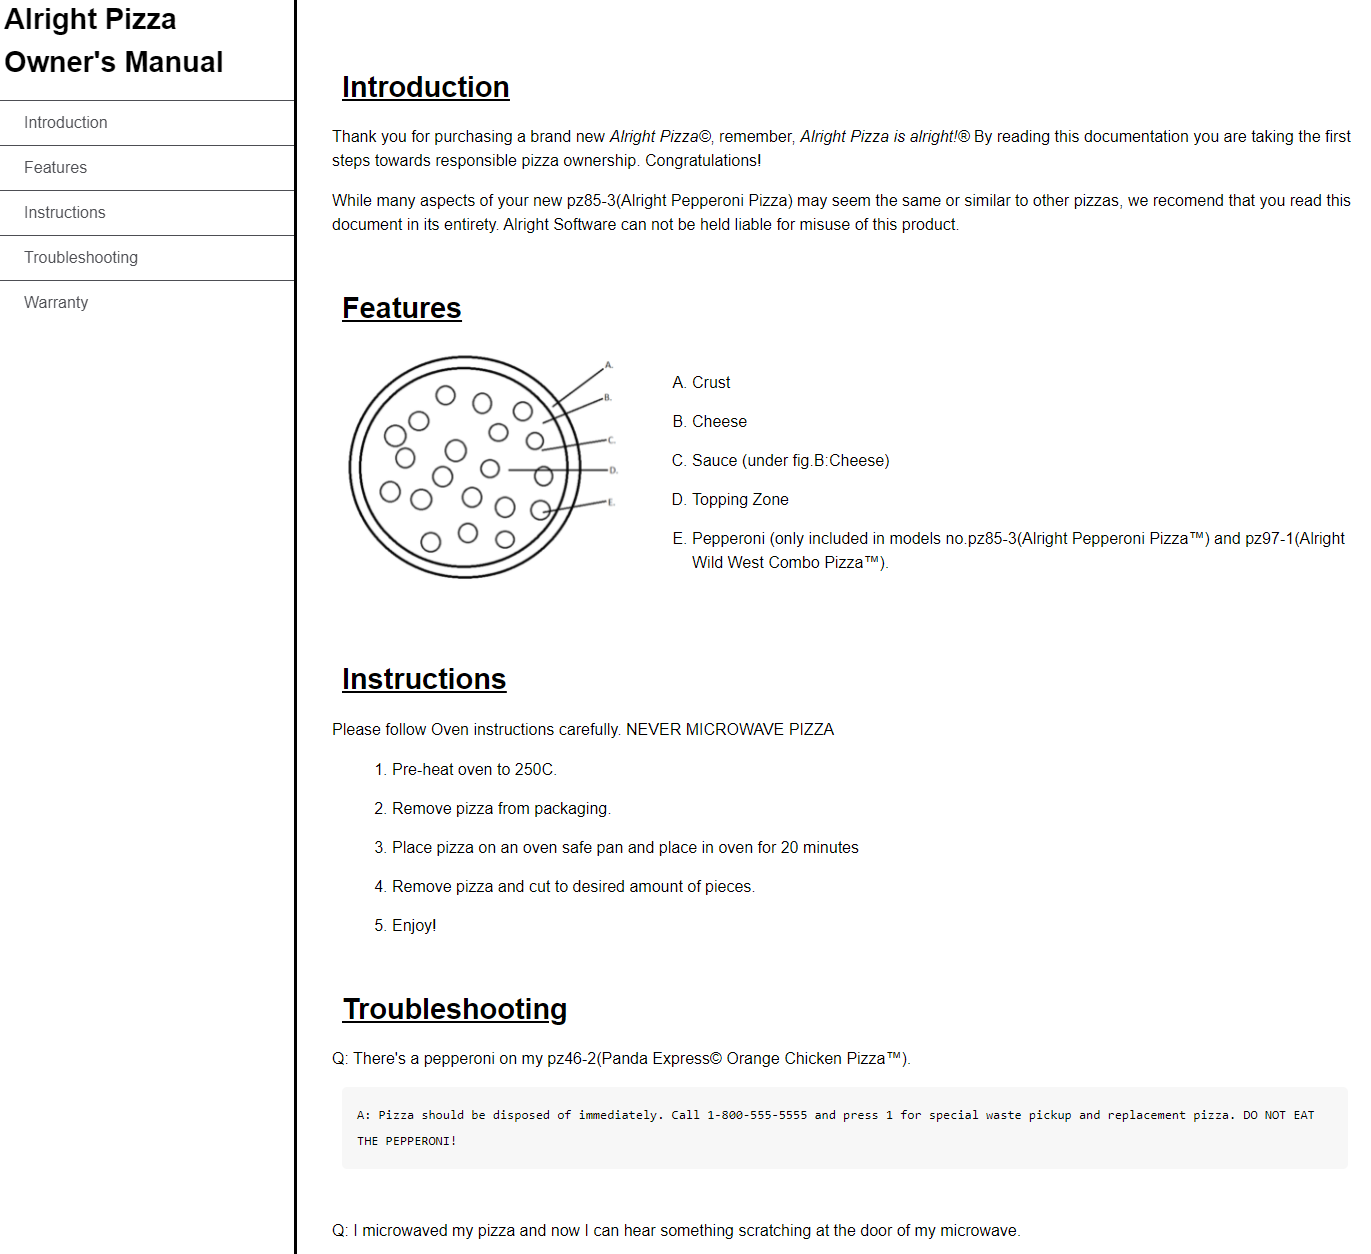 Alright Pizza
Owner's Manual
Introduction
Features
Instructions
Troubleshooting
Warranty
Introduction
Thank you for purchasing a brand new Alright Pizza©, remember, Alright Pizza is alright!® By reading this documentation you are taking the first
steps towards responsible pizza ownership. Congratulations!
While many aspects of your new pz85-3(Alright Pepperoni Pizza) may seem the same or similar to other pizzas, we recomend that you read this
document in its entirety. Alright Software can not be held liable for misuse of this product.
Features
A.
B.
C.
D.
E.
A. Crust
B. Cheese
C. Sauce (under fig.B:Cheese)
D. Topping Zone
E. Pepperoni (only included in models no.pz85-3(Alright Pepperoni Pizza™) and pz97-1(Alright
Wild West Combo Pizza™).
Instructions
Please follow Oven instructions carefully. NEVER MICROWAVE PIZZA
1. Pre-heat oven to 250C.
2. Remove pizza from packaging.
3. Place pizza on an oven safe pan and place in oven for 20 minutes
4. Remove pizza and cut to desired amount of pieces.
5. Enjoy!
Troubleshooting
Q: There's a pepperoni on my pz46-2(Panda Express© Orange Chicken Pizza™).
A: Pizza should be disposed of immediately. Call 1-800-555-5555 and press 1 for special waste pickup and replacement pizza. DO NOT EAT
THE PEPPERONI!
Q: I microwaved my pizza and now I can hear something scratching at the door of my microwave.